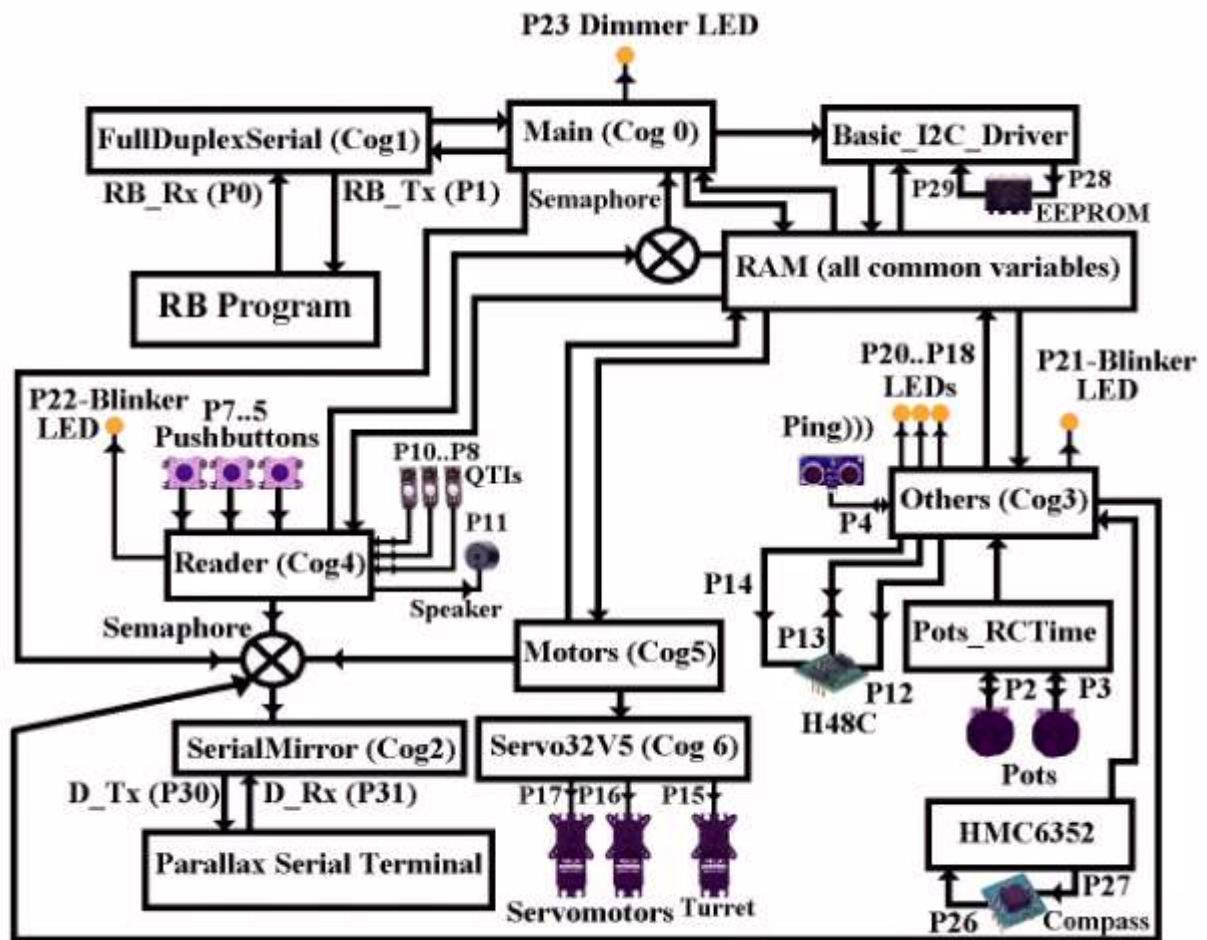 P23 Dimmer LED
FullDuplexSerial (Cog1)
Main (Cog 0)
Basic_I2C_Driver
RB_Rx (P0)
RB_Tx (P1)
Semaphore
P29
P28
EEPROM
RAM (all common variables)
RB Program
P20..P18
LEDs
P21-Blinker
LED
P22-Blinker
LED
P7..5
Pushbuttons
P10..P8
QTIs
Ping)))
P4
Others (Cog3)
P11
Reader (Cog4)
Speaker
P14
P13
P12
H48C
Pots_RCTime
P2
P3
Pots
Semaphore
Motors (Cog5)
SerialMirror (Cog2)
Servo32V5 (Cog 6)
D_Tx (P30)
D_Rx (P31)
P17
P16
P15
Parallax Serial Terminal
Servomotors
Turret
HMC6352
P27
P26
Compass